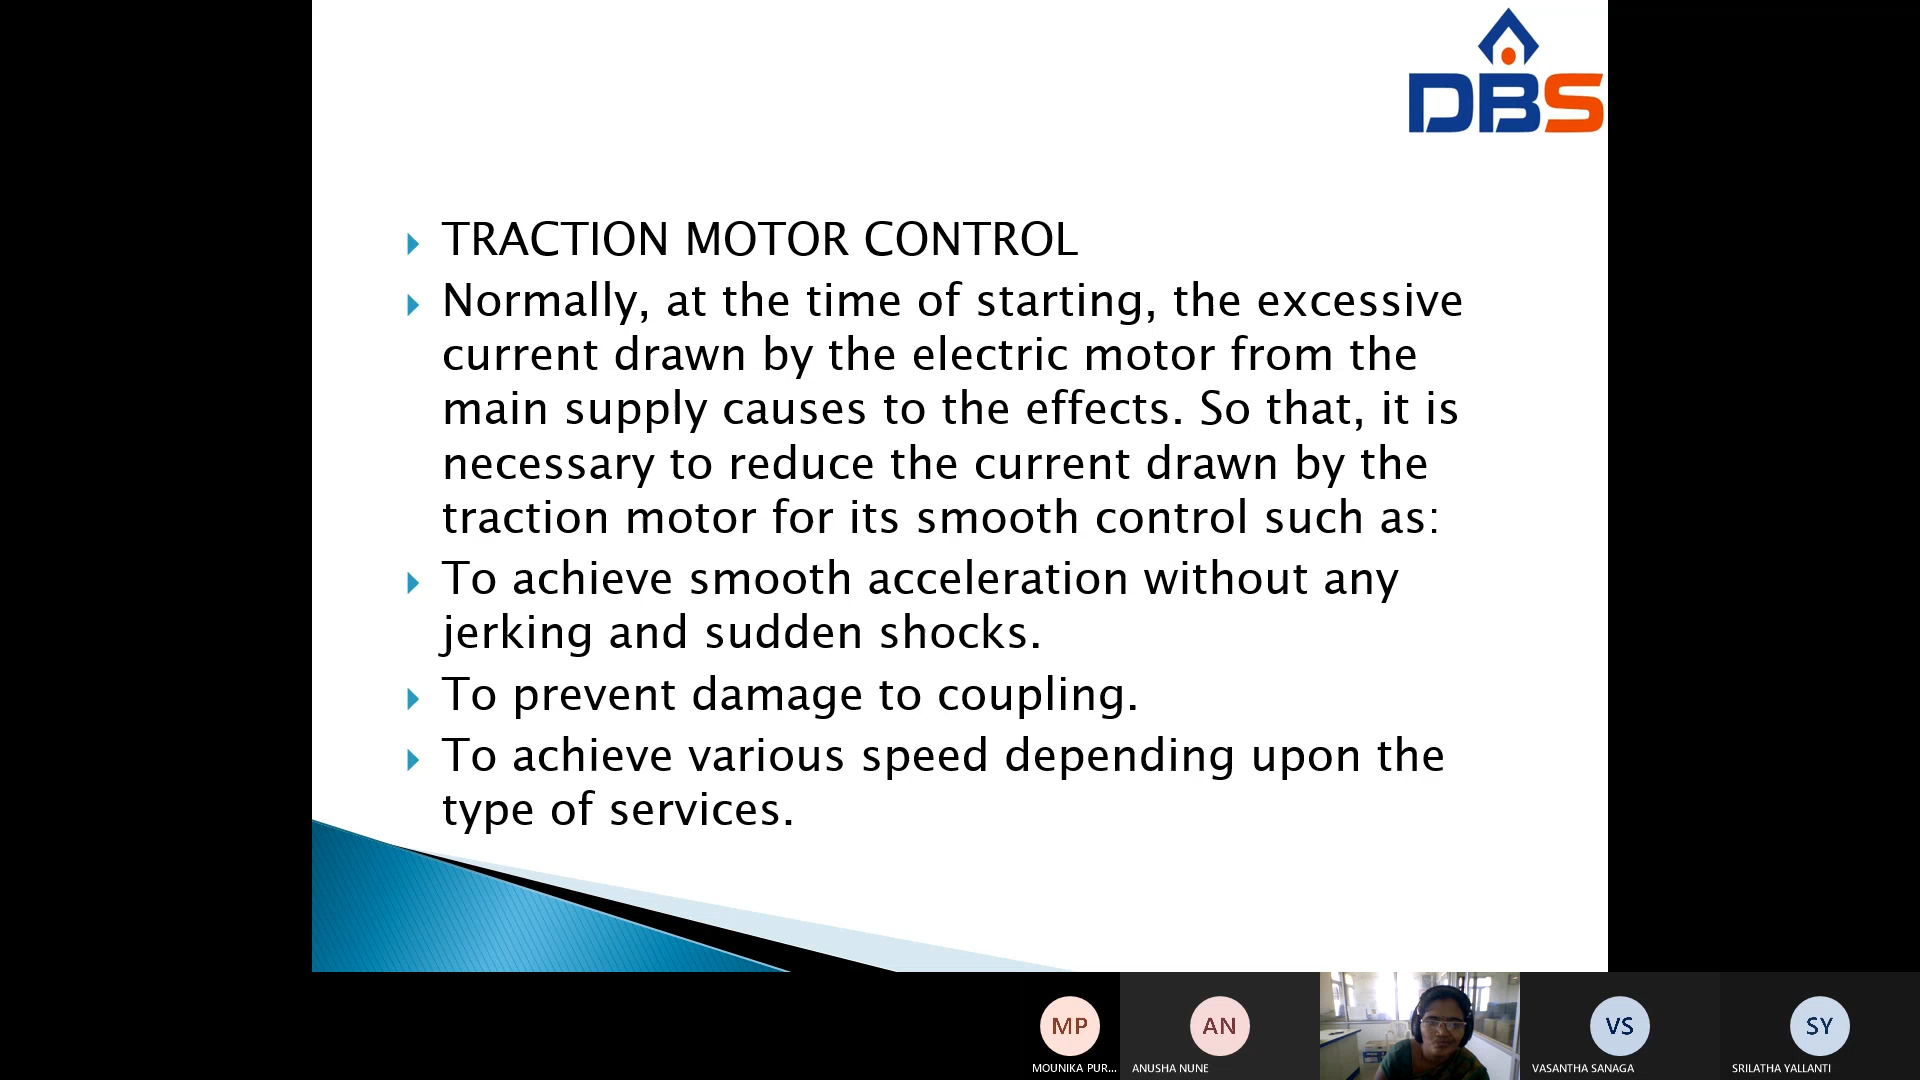 DBS
TRACTION MOTOR CONTROL
Normally, at the time of starting, the excessive
current drawn by the electric motor from the
main supply causes to the effects. So that, it is
necessary to reduce the current drawn by the
traction motor for its smooth control such as:
To achieve smooth acceleration without any
jerking and sudden shocks.
To prevent damage to coupling.
To achieve various speed depending upon the
type of services.
MP
AN
VS
SY
MOUNIKA PUR...
ANUSHA NUNE
VASANTHA SANAGA
SRILATHA YALLANTI